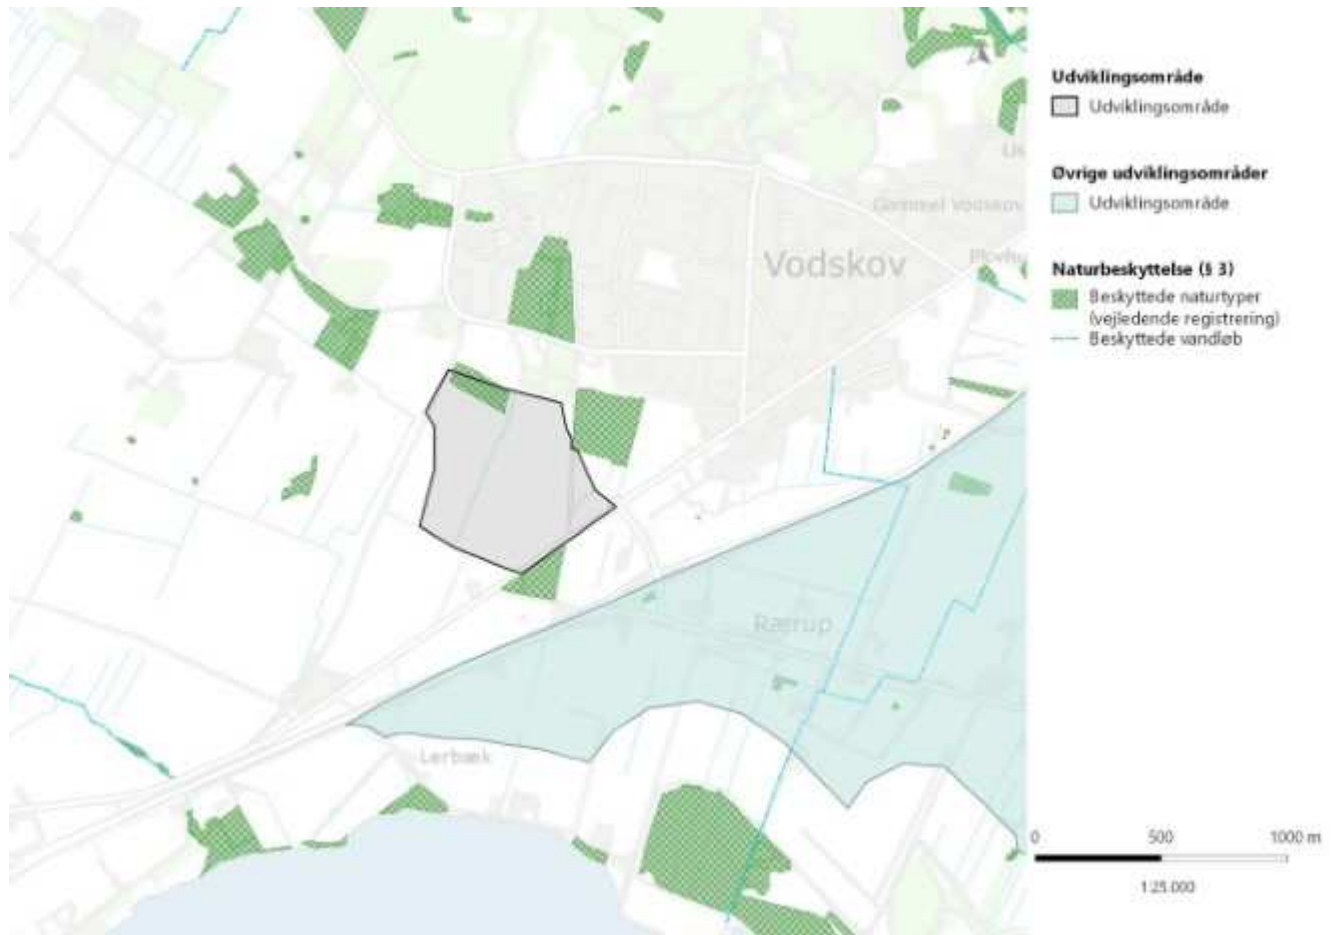 Udviklingsområde
Udviklingsområde
Øvrige udviklingsområder
Udviklingsområde
Naturbeskyttelse (§ 3)
Beskyttede naturtyper
(vejledende registrering)
Beskyttede vandløb
Gammel Vodskov
Vodskov
Rærup
Lerbæk
0 500 1000 m
1:25.000